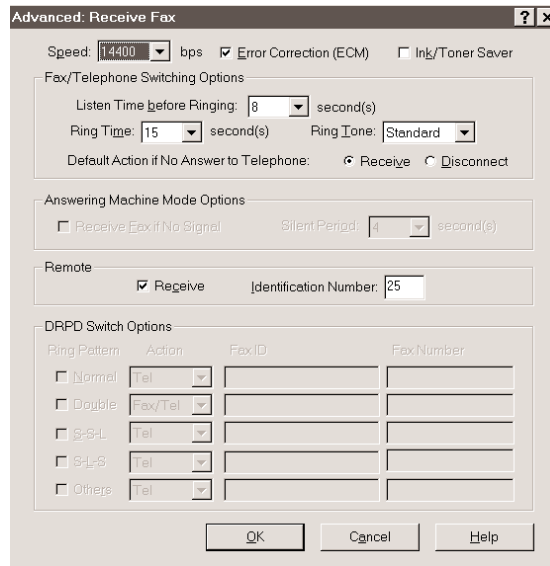 Advanced: Receive Fax ? ×
Speed: 14400 bps Error Correction (ECM) Ink/Toner Saver
Fax/Telephone Switching Options
Listen Time before Ringing: 8 second(s)
Ring Time: 15 second(s) Ring Tone: Standard
Default Action if No Answer to Telephone: Receive Disconnect
Answering Machine Mode Options
Receive Fax if No Signal Silent Period: 4 second(s)
Remote
Receive Identification Number: 25
DRPD Switch Options
Ring Pattern Action Fax ID Fax Number
Normal Tel
Double Fax/Tel
S-S-L Tel
S-L-S Tel
Others Tel
OK Cancel Help